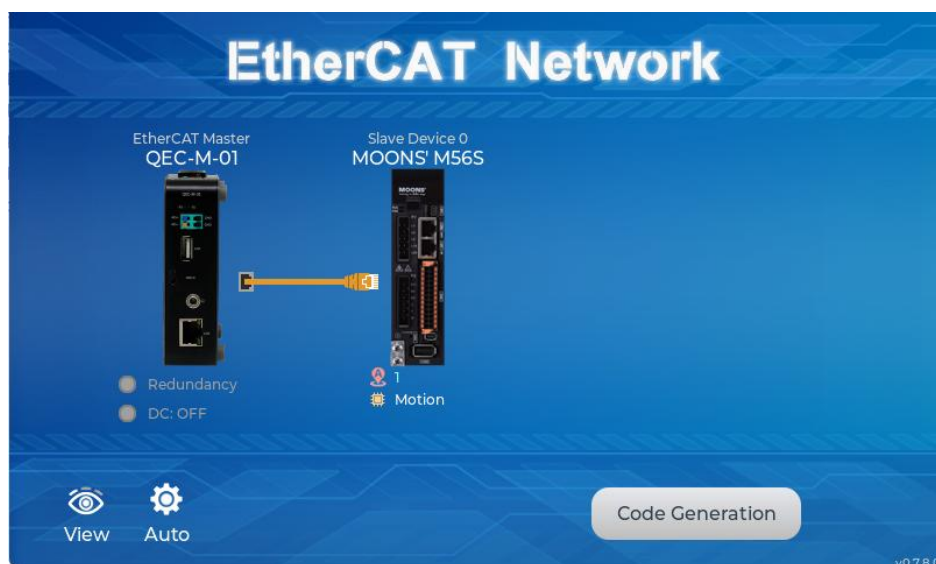 EtherCAT Network
EtherCAT Master
QEC-M-01
Slave Device 0
MOONS' M56S
MOONS'
1
Redundancy
Motion
DC: OFF
View
Auto
Code Generation